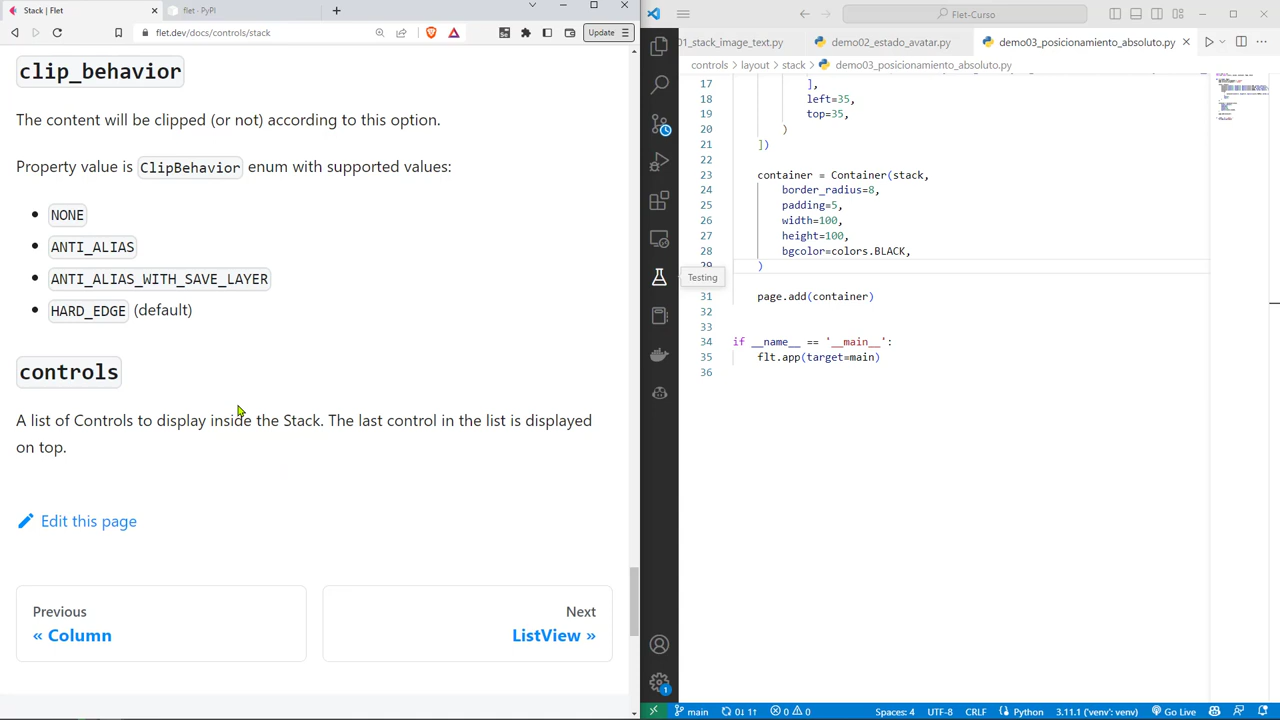 Stack | Flet
flet · PyPI
Update
flet.dev/docs/controls/stack
clip_behavior
The content will be clipped (or not) according to this option.
Property value is ClipBehavior enum with supported values:
NONE
ANTI_ALIAS
ANTI_ALIAS_WITH_SAVE_LAYER
HARD_EDGE (default)
controls
A list of Controls to display inside the Stack. The last control in the list is displayed
on top.
Edit this page
Previous
« Column
Next
ListView »
Flet-Curso
01_stack_image_text.py
demo03_posicionamiento_absoluto.py
controls > layout > stack > demo03_posicionamiento_absoluto.py
17 ],
18 left=35,
19 top=35,
20 )
21 ])
22
23 container = Container(stack,
24 border_radius=8,
25 padding=5,
26 width=100,
27 height=100,
28 bgcolor=colors.BLACK,
29 )
Testing
31 page.add(container)
32
33
34 if __name__ == '__main__':
35 flt.app(target=main)
36
1
main 0↓ 1↑ 0 0 Spaces: 4 UTF-8 CRLF Python 3.11.1 ('venv': venv) Go Live